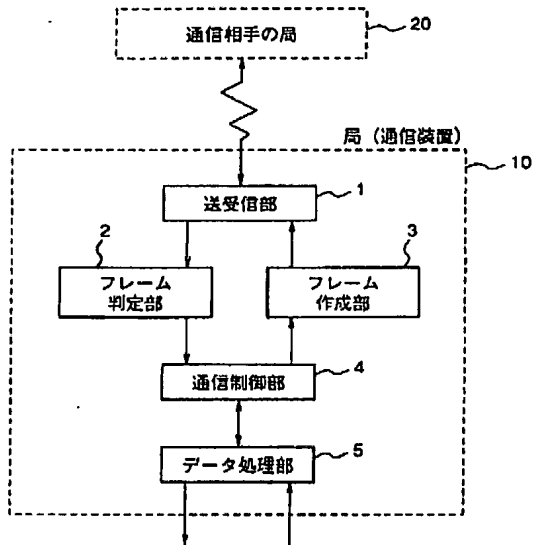 通信相手の局
20
局（通信装置）
10
送受信部
1
2
フレーム
判定部
3
フレーム
作成部
通信制御部
4
データ処理部
5